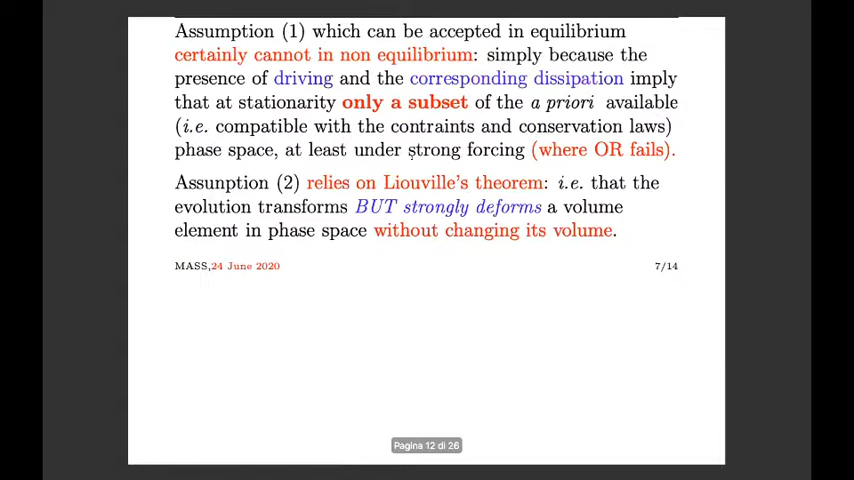 Assumption (1) which can be accepted in equilibrium
certainly cannot in non equilibrium: simply because the
presence of driving and the corresponding dissipation imply
that at stationarity only a subset of the a priori available
(i.e. compatible with the contraints and conservation laws)
phase space, at least under strong forcing (where OR fails).
Assunption (2) relies on Liouville's theorem: i.e. that the
evolution transforms BUT strongly deforms a volume
element in phase space without changing its volume.
MASS,24 June 2020 7/14
Pagina 12 di 26